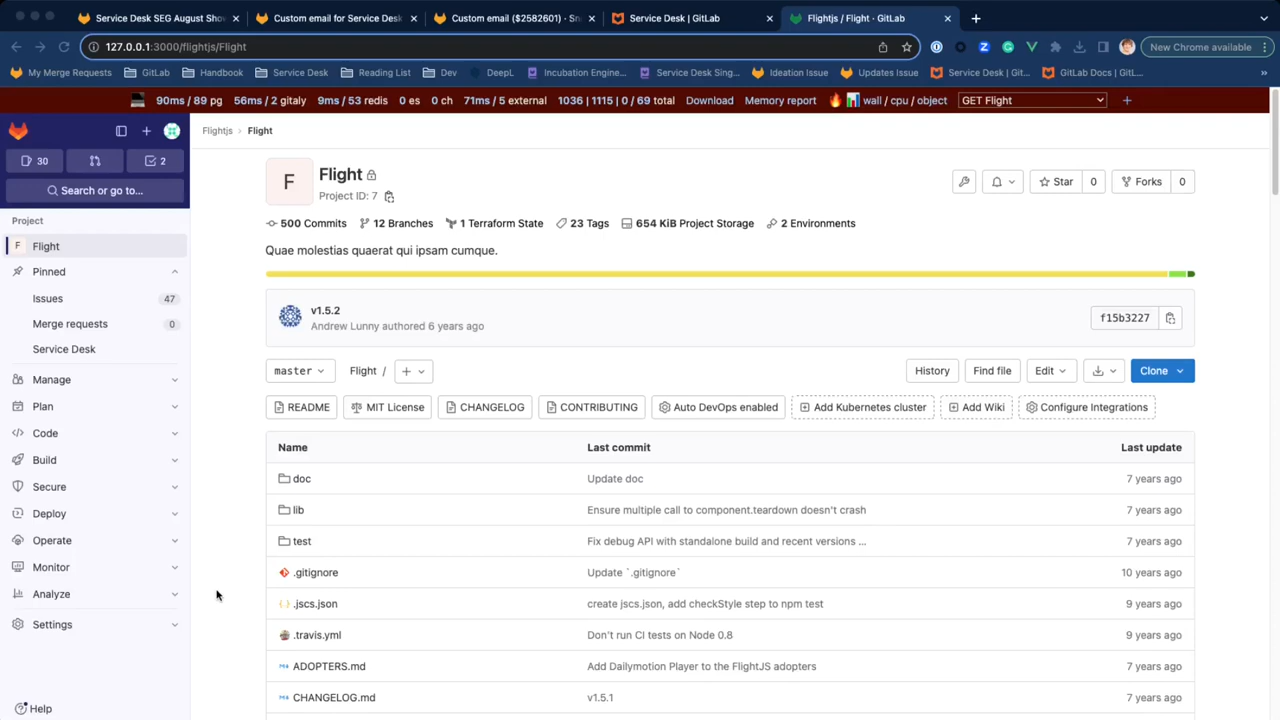 Service Desk SEG August Show
Custom email for Service Desk
Custom email ($2582601) · Sn
Service Desk | GitLab
Flightjs / Flight · GitLab
127.0.0.1:3000/flightjs/Flight
New Chrome available
My Merge Requests
GitLab
Handbook
Service Desk
Reading List
Dev
DeepL
Incubation Engine...
Service Desk Sing...
Ideation Issue
Updates Issue
Service Desk | Git...
GitLab Docs | GitL...
90ms / 89 pg 56ms / 2 gitaly 9ms / 53 redis 0 es 0 ch 71ms / 5 external 1036 | 1115 | 0 / 69 total Download Memory report wall / cpu / object GET Flight
30
2
Search or go to...
Project
F Flight
Pinned
Issues 47
Merge requests 0
Service Desk
Manage
Plan
Code
Build
Secure
Deploy
Operate
Monitor
Analyze
Settings
Help
Flightjs › Flight
F
Flight
Project ID: 7
Star 0
Forks 0
500 Commits 12 Branches 1 Terraform State 23 Tags 654 KiB Project Storage 2 Environments
Quae molestias quaerat qui ipsam cumque.
v1.5.2
Andrew Lunny authored 6 years ago
f15b3227
master
Flight /
History
Find file
Edit
Clone
README
MIT License
CHANGELOG
CONTRIBUTING
Auto DevOps enabled
Add Kubernetes cluster
Add Wiki
Configure Integrations
Name Last commit Last update
doc Update doc 7 years ago
lib Ensure multiple call to component.teardown doesn't crash 7 years ago
test Fix debug API with standalone build and recent versions ... 7 years ago
.gitignore Update `.gitignore` 10 years ago
.jscs.json create jscs.json, add checkStyle step to npm test 9 years ago
.travis.yml Don't run CI tests on Node 0.8 9 years ago
ADOPTERS.md Add Dailymotion Player to the FlightJS adopters 7 years ago
CHANGELOG.md v1.5.1 7 years ago